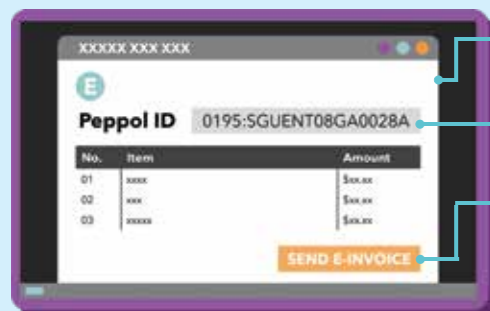 XXXXX XXX XXX
E
Peppol ID 0195:SGUENT08GA0028A
No. Item Amount
01 xxxx $xx.xx
02 xxx $xx.xx
03 xxxxx $xx.xx
SEND E-INVOICE